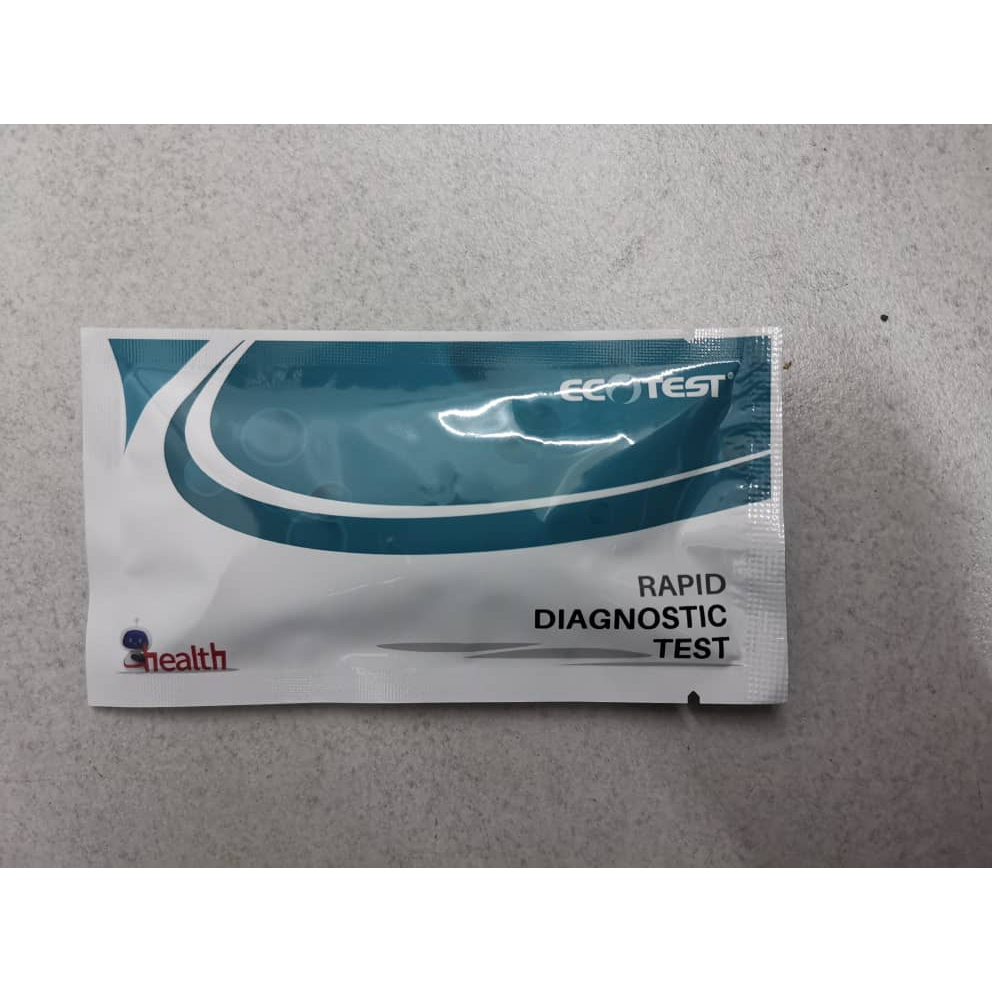 ECOTEST®
RAPID
DIAGNOSTIC
TEST
health